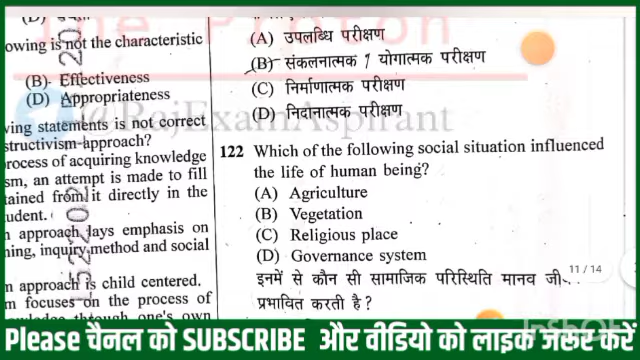 owing is not the characteristic
(B) Effectiveness
(D) Appropriateness
ving statements is not correct
structivism-approach?
rocess of acquiring knowledge
sm, an attempt is made to fill
tained from it directly in the
udent.
n approach lays emphasis on
ning, inquiry method and social
n approach is child centered.
m focuses on the process of
(A) उपलब्धि परीक्षण
(B) संकलनात्मक / योगात्मक परीक्षण
(C) निर्माणात्मक परीक्षण
(D) निदानात्मक परीक्षण
@RajExamAspirant
122 Which of the following social situation influenced
the life of human being?
(A) Agriculture
(B) Vegetation
(C) Religious place
(D) Governance system
इनमें से कौन सी सामाजिक परिस्थिति मानव जी
प्रभावित करती है ?
11 / 14
Please चैनल को SUBSCRIBE और वीडियो को लाइक जरूर करें